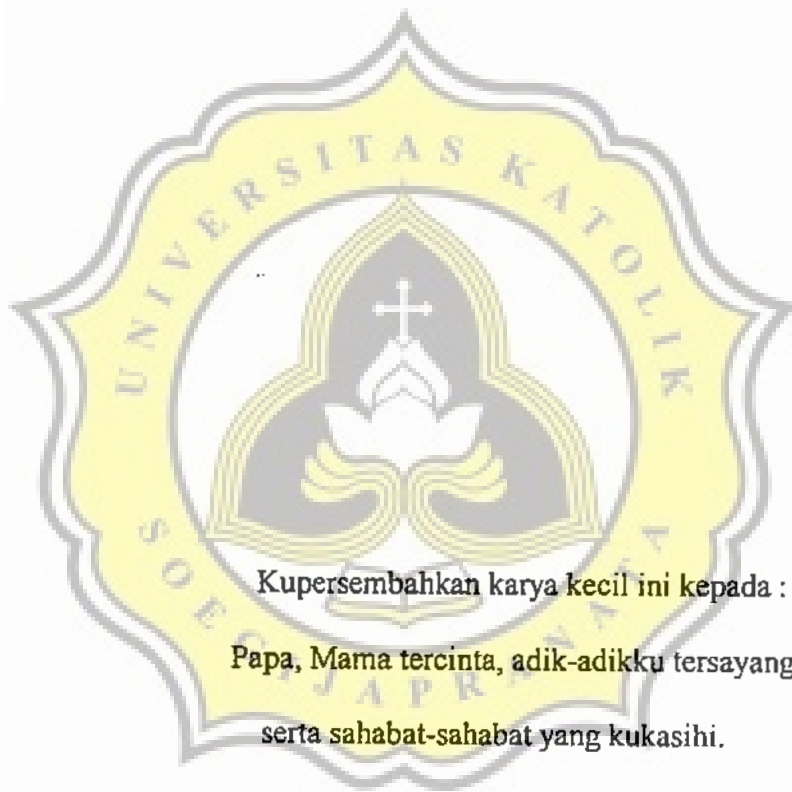 UNIVERSITAS KATOLIK
SOEGIJAPRANATA
Kupersembahkan karya kecil ini kepada :
Papa, Mama tercinta, adik-adikku tersayang
serta sahabat-sahabat yang kukasihi.